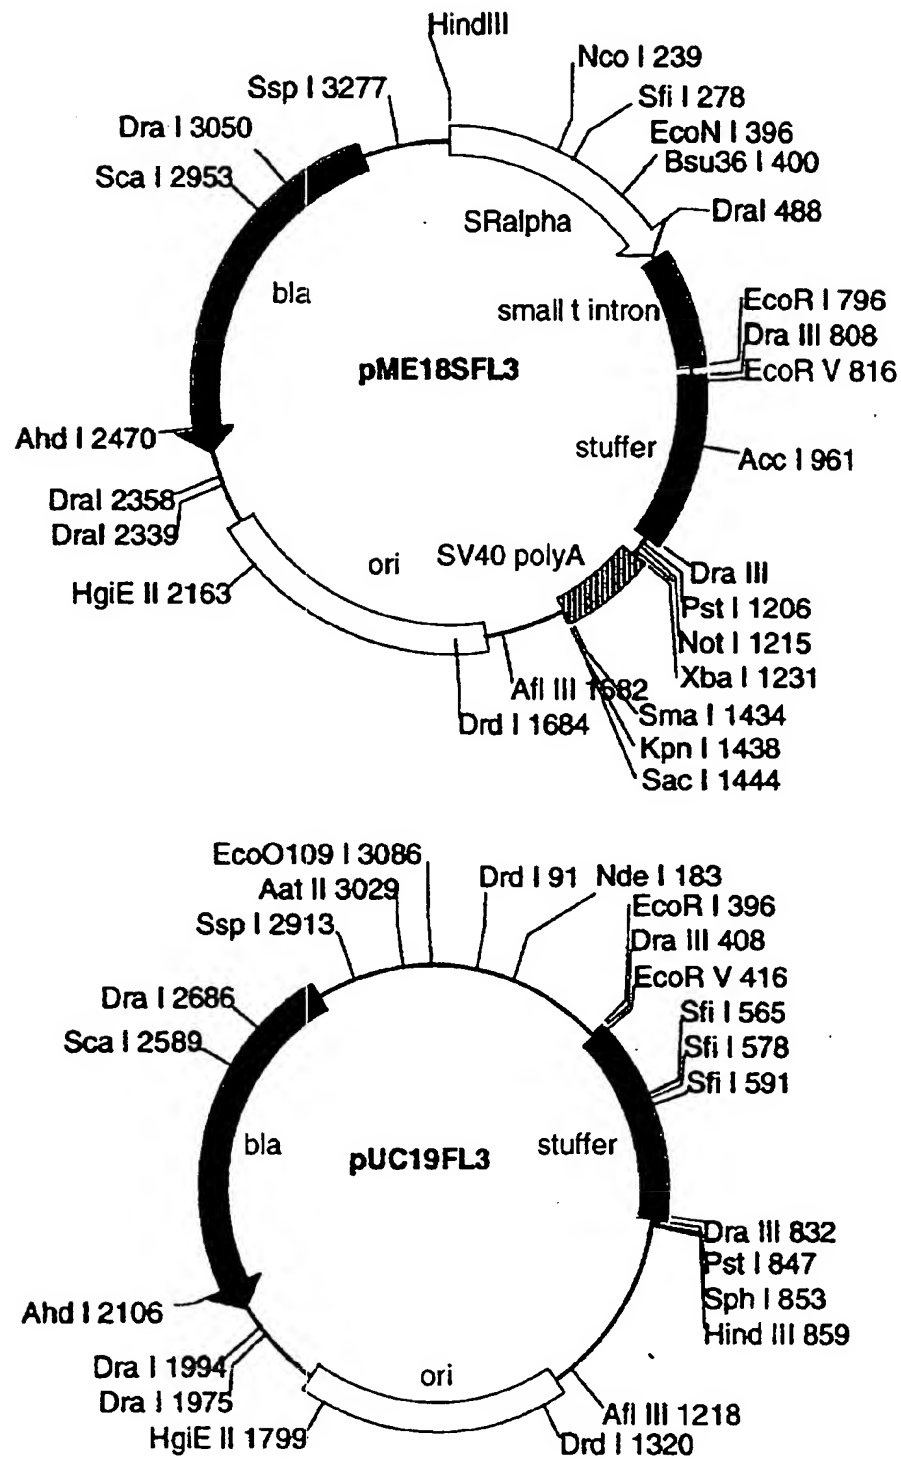 HindIII
Nco I 239
Ssp I 3277
Sfi I 278
Dra I 3050
EcoN I 396
Bsu36 I 400
Sca I 2953
DraI 488
SRalpha
bla
small t intron
EcoR I 796
Dra III 808
pME18SFL3
EcoR V 816
Ahd I 2470
stuffer
Acc I 961
DraI 2358
DraI 2339
ori
SV40 polyA
HgiE II 2163
Dra III
Pst I 1206
Not I 1215
Xba I 1231
Afl III 1682
Drd I 1684
Sma I 1434
Kpn I 1438
Sac I 1444
EcoO109 I 3086
Drd I 91
Nde I 183
Aat II 3029
EcoR I 396
Ssp I 2913
Dra III 408
EcoR V 416
Dra I 2686
Sfi I 565
Sca I 2589
Sfi I 578
Sfi I 591
bla
pUC19FL3
stuffer
Dra III 832
Pst I 847
Sph I 853
Ahd I 2106
Hind III 859
Dra I 1994
Dra I 1975
ori
HgiE II 1799
Afl III 1218
Drd I 1320